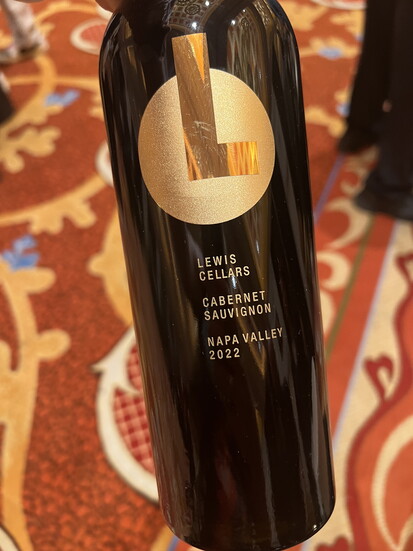 L
LEWIS
CELLARS
CABERNET
SAUVIGNON
NAPA VALLEY
2022